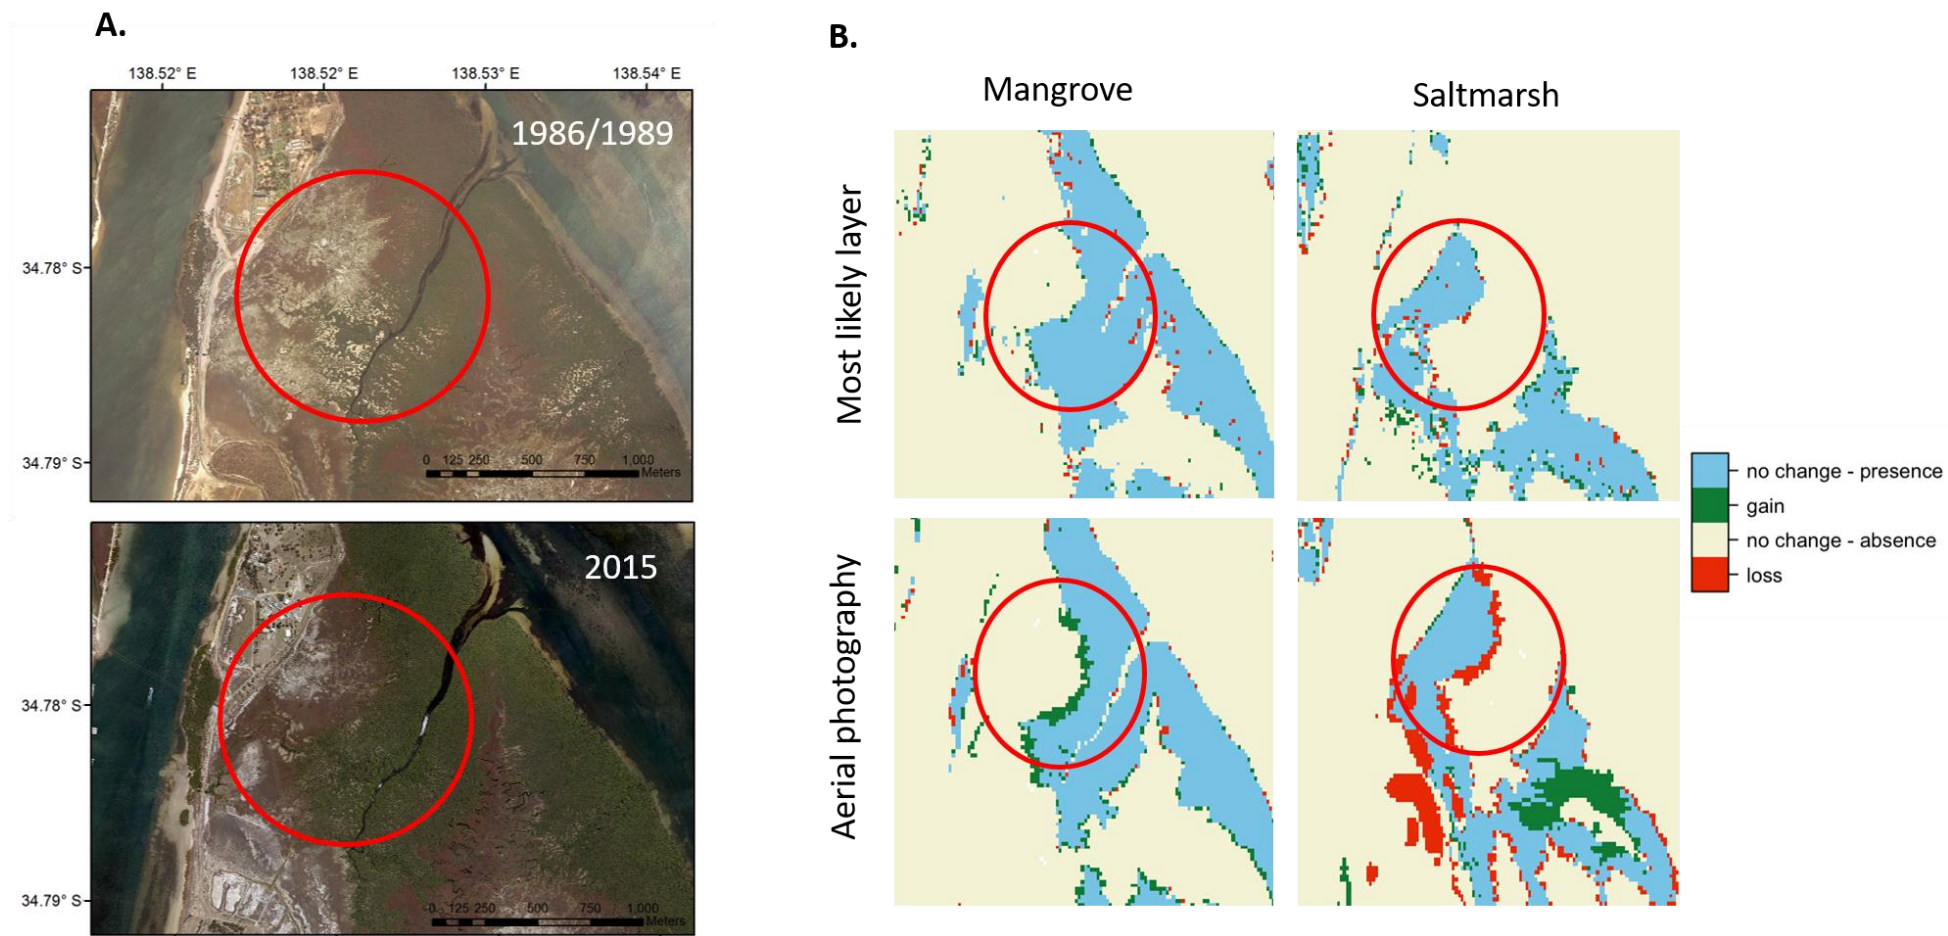 A.
138.52° E 138.52° E 138.53° E 138.54° E
1986/1989
34.78° S
34.79° S
0 125 250 500 750 1,000
Meters
2015
34.78° S
34.79° S
0 125 250 500 750 1,000
Meters
B.
Mangrove
Saltmarsh
Most likely layer
Aerial photography
no change - presence
gain
no change - absence
loss